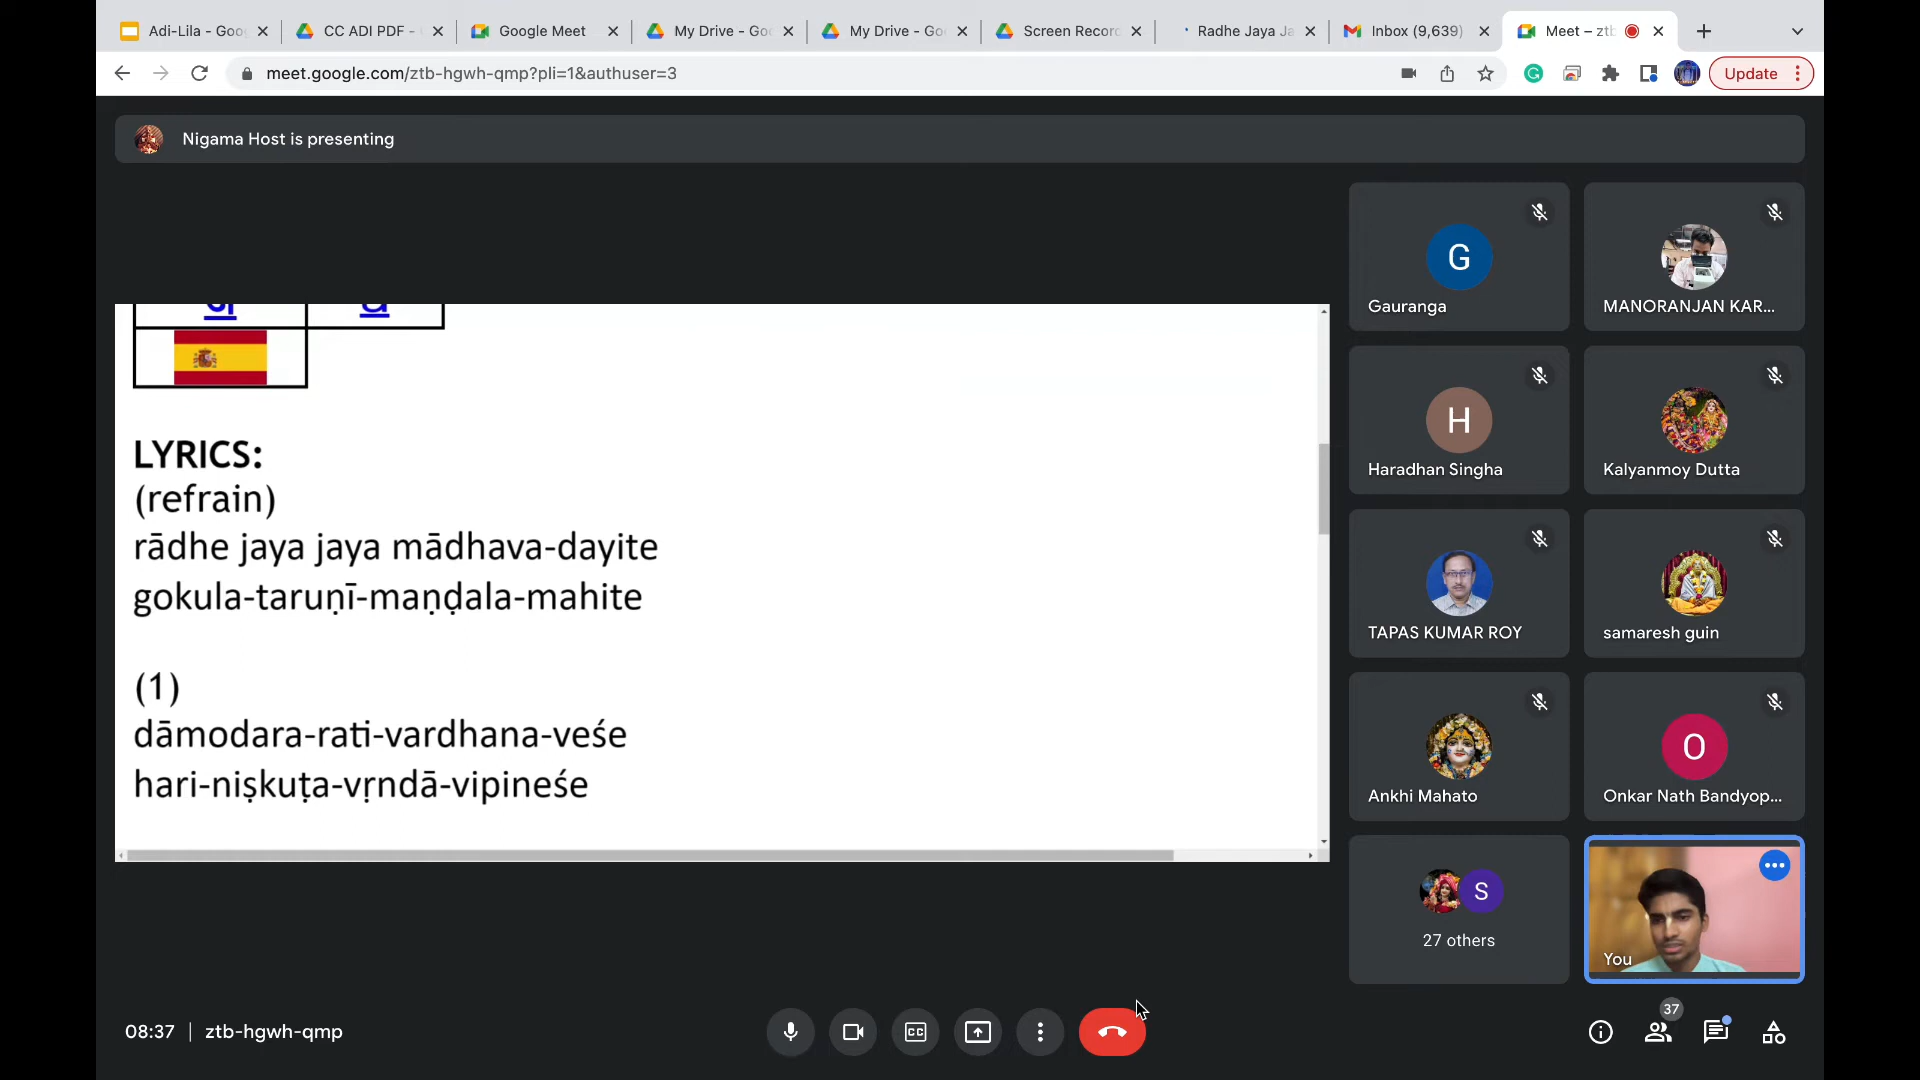 Adi-Lila - Goo
CC ADI PDF -
Google Meet
My Drive - Go
My Drive - Go
Screen Recor
Radhe Jaya Ja
Inbox (9,639)
Meet – ztb
meet.google.com/ztb-hgwh-qmp?pli=1&authuser=3
Update
Nigama Host is presenting
LYRICS:
(refrain)
rādhe jaya jaya mādhava-dayite
gokula-taruṇī-maṇḍala-mahite
(1)
dāmodara-rati-vardhana-veśe
hari-niṣkuṭa-vṛndā-vipineśe
G
Gauranga
MANORANJAN KAR...
H
Haradhan Singha
Kalyanmoy Dutta
TAPAS KUMAR ROY
samaresh guin
Ankhi Mahato
O
Onkar Nath Bandyop...
S
27 others
You
08:37 | ztb-hgwh-qmp
CC
37